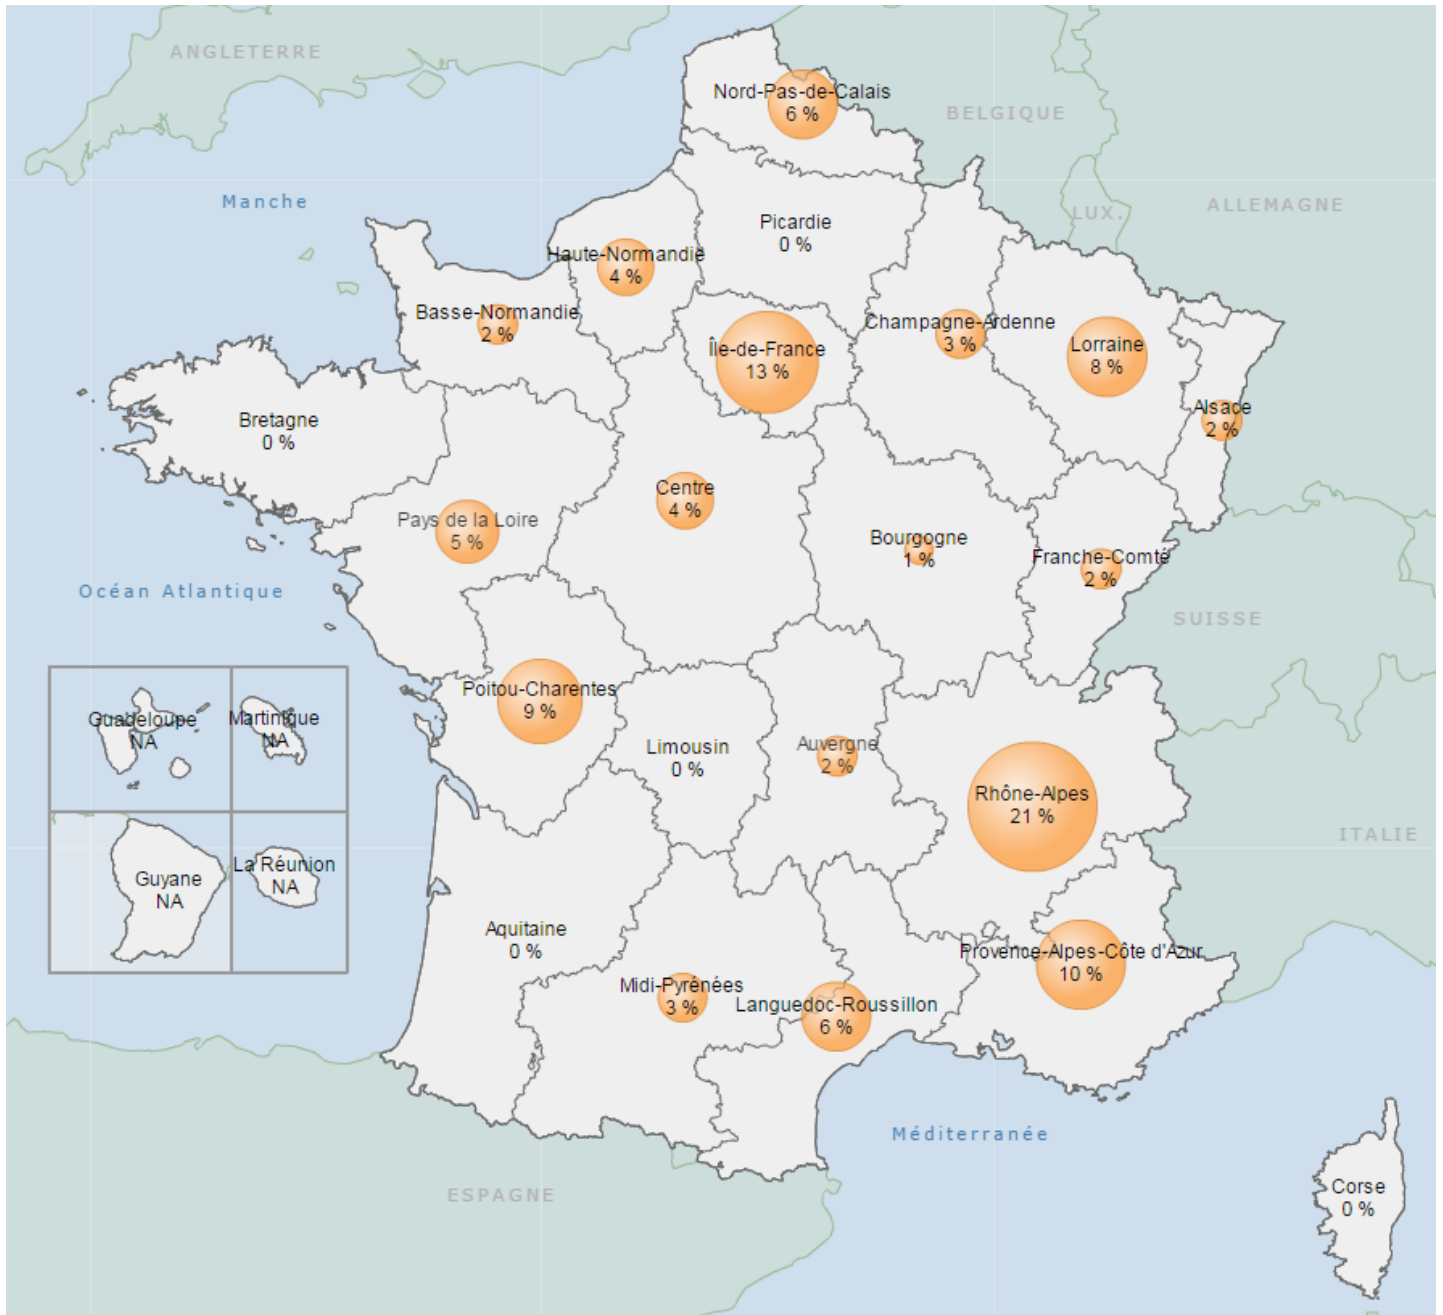 ANGLETERRE
Nord-Pas-de-Calais
6 %
BELGIQUE
Manche
LUX.
ALLEMAGNE
Picardie
0 %
Haute-Normandie
4 %
Basse-Normandie
2 %
Champagne-Ardenne
3 %
Île-de-France
13 %
Lorraine
8 %
Alsace
2 %
Bretagne
0 %
Centre
4 %
Pays de la Loire
5 %
Bourgogne
1 %
Franche-Comté
2 %
Océan Atlantique
SUISSE
Poitou-Charentes
9 %
Guadeloupe
NA
Martinique
NA
Limousin
0 %
Auvergne
2 %
Rhône-Alpes
21 %
ITALIE
La Réunion
NA
Guyane
NA
Aquitaine
0 %
Provence-Alpes-Côte d'Azur
10 %
Midi-Pyrénées
3 %
Languedoc-Roussillon
6 %
Méditerranée
ESPAGNE
Corse
0 %